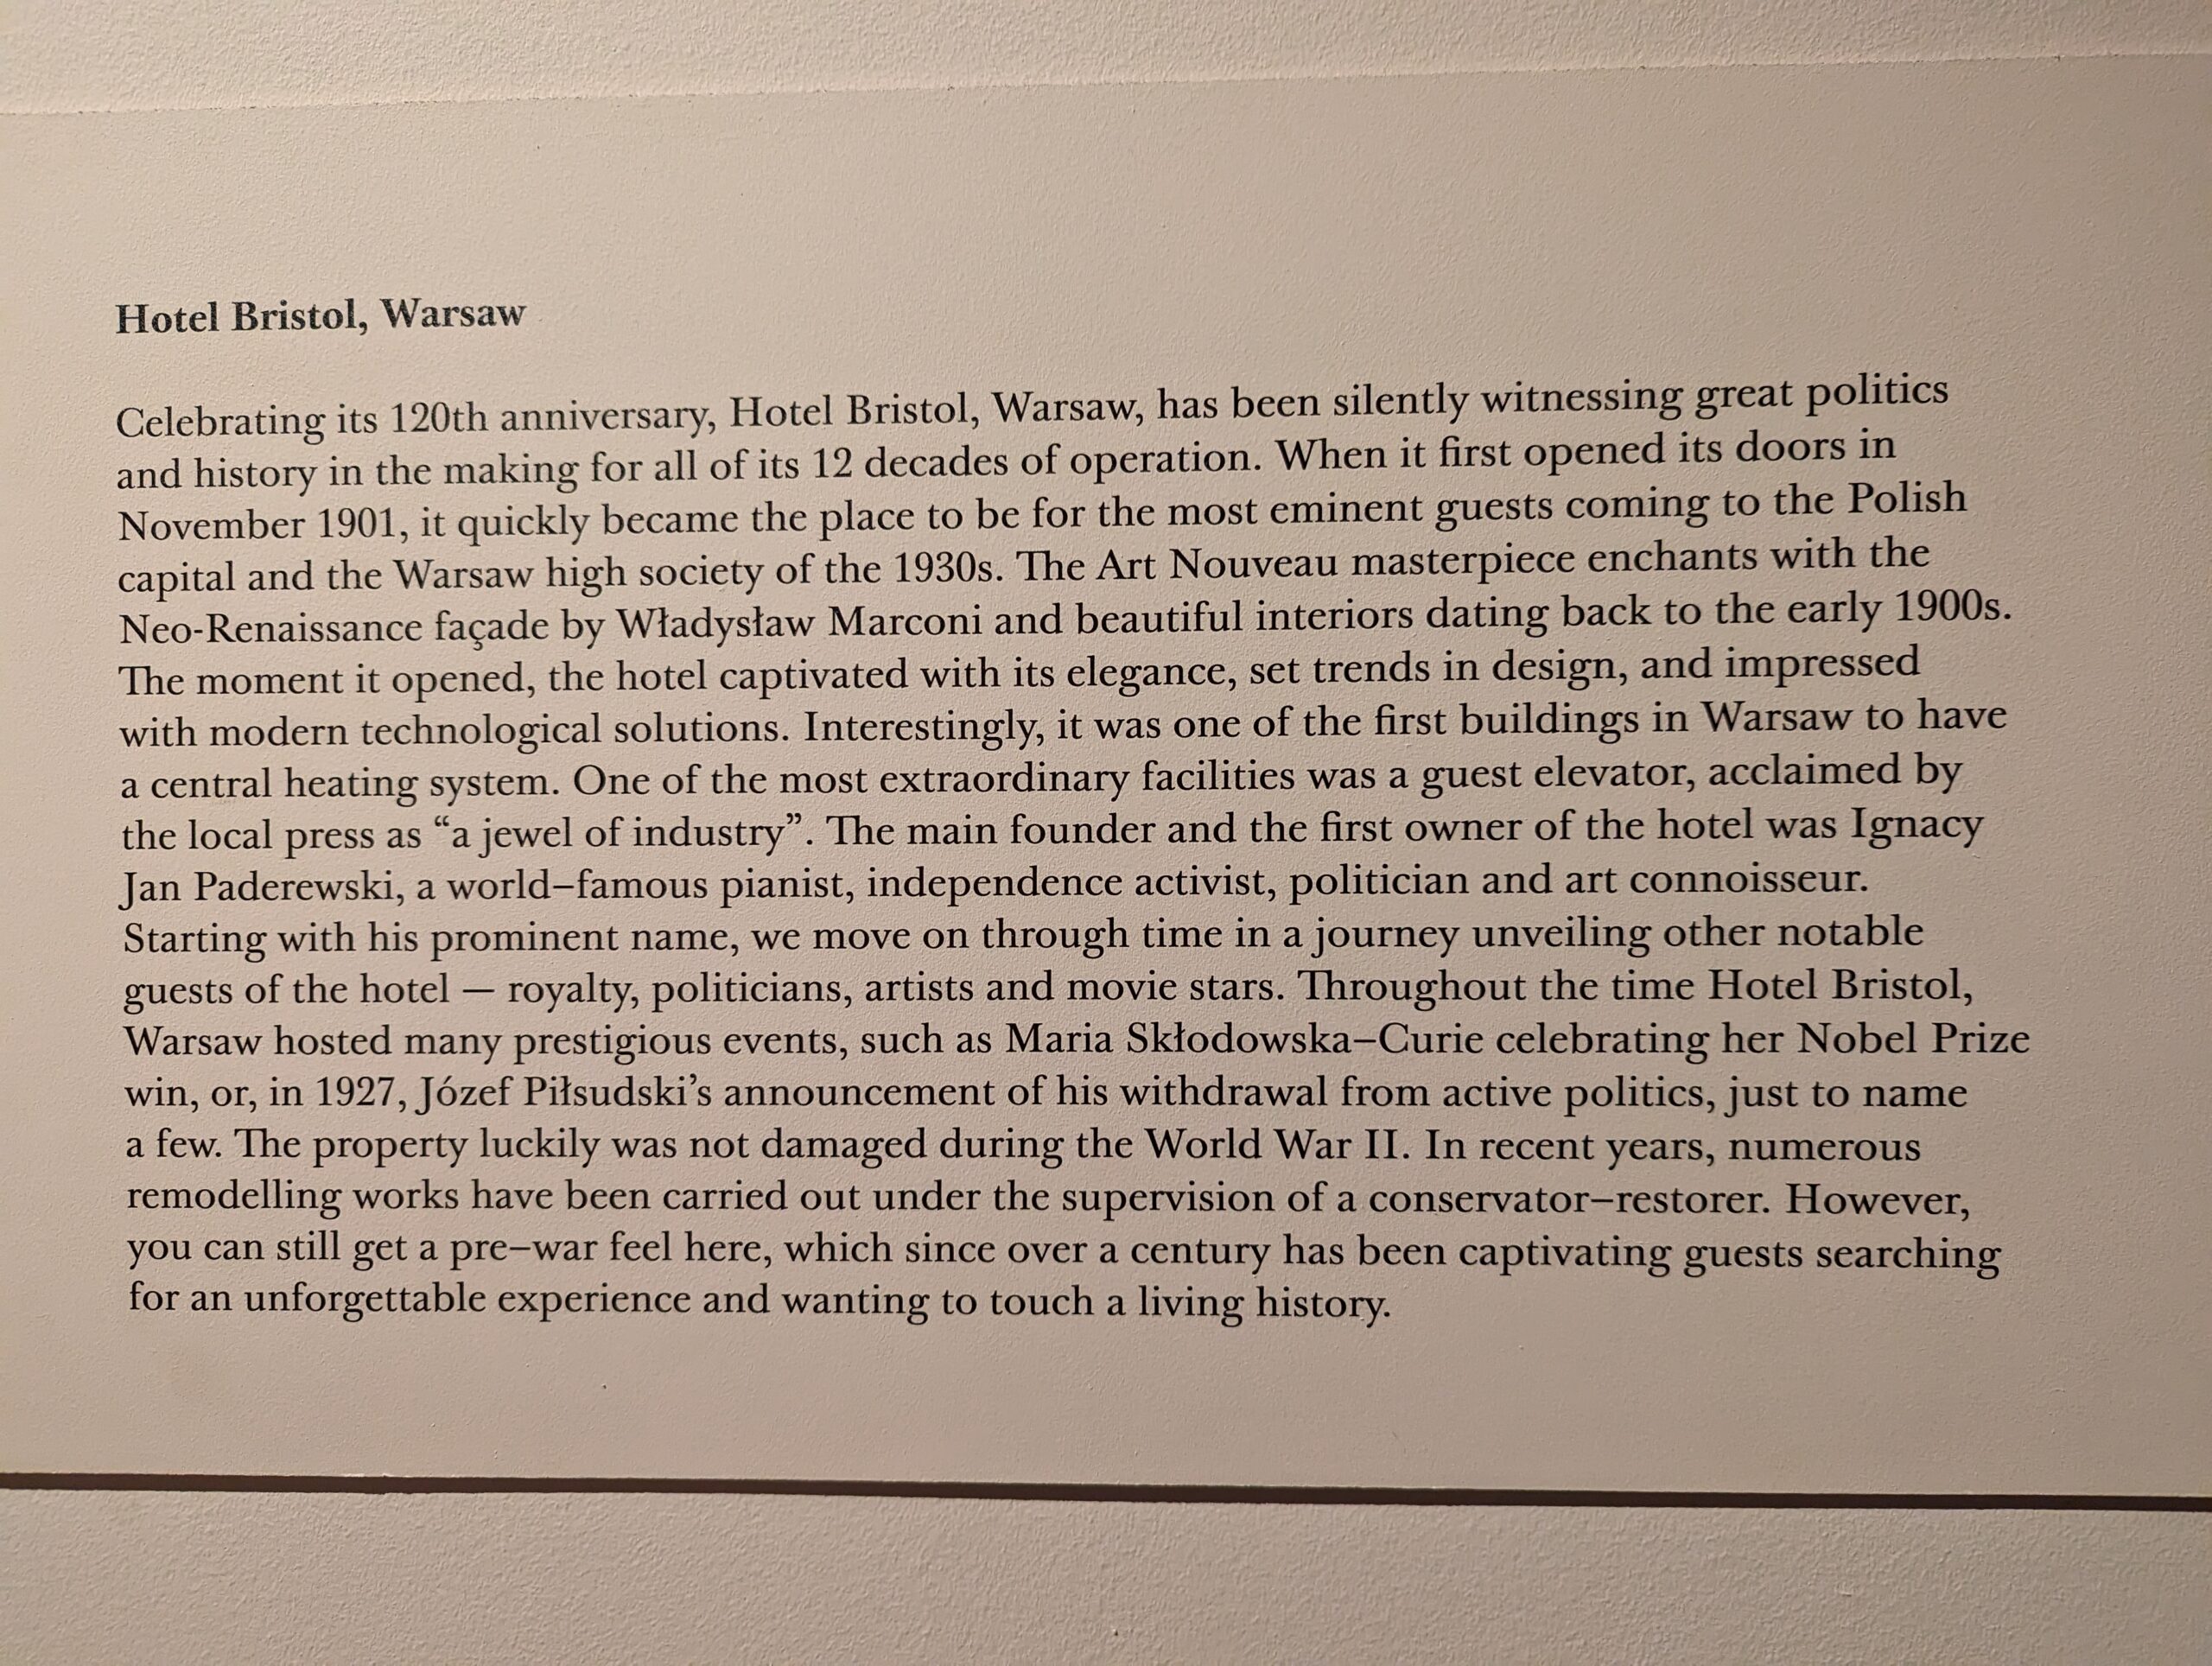 Hotel Bristol, Warsaw
Celebrating its 120th anniversary, Hotel Bristol, Warsaw, has been silently witnessing great politics
and history in the making for all of its 12 decades of operation. When it first opened its doors in
November 1901, it quickly became the place to be for the most eminent guests coming to the Polish
capital and the Warsaw high society of the 1930s. The Art Nouveau masterpiece enchants with the
Neo-Renaissance façade by Władysław Marconi and beautiful interiors dating back to the early 1900s.
The moment it opened, the hotel captivated with its elegance, set trends in design, and impressed
with modern technological solutions. Interestingly, it was one of the first buildings in Warsaw to have
a central heating system. One of the most extraordinary facilities was a guest elevator, acclaimed by
the local press as “a jewel of industry”. The main founder and the first owner of the hotel was Ignacy
Jan Paderewski, a world–famous pianist, independence activist, politician and art connoisseur.
Starting with his prominent name, we move on through time in a journey unveiling other notable
guests of the hotel — royalty, politicians, artists and movie stars. Throughout the time Hotel Bristol,
Warsaw hosted many prestigious events, such as Maria Skłodowska–Curie celebrating her Nobel Prize
win, or, in 1927, Józef Piłsudski’s announcement of his withdrawal from active politics, just to name
a few. The property luckily was not damaged during the World War II. In recent years, numerous
remodelling works have been carried out under the supervision of a conservator–restorer. However,
you can still get a pre–war feel here, which since over a century has been captivating guests searching
for an unforgettable experience and wanting to touch a living history.